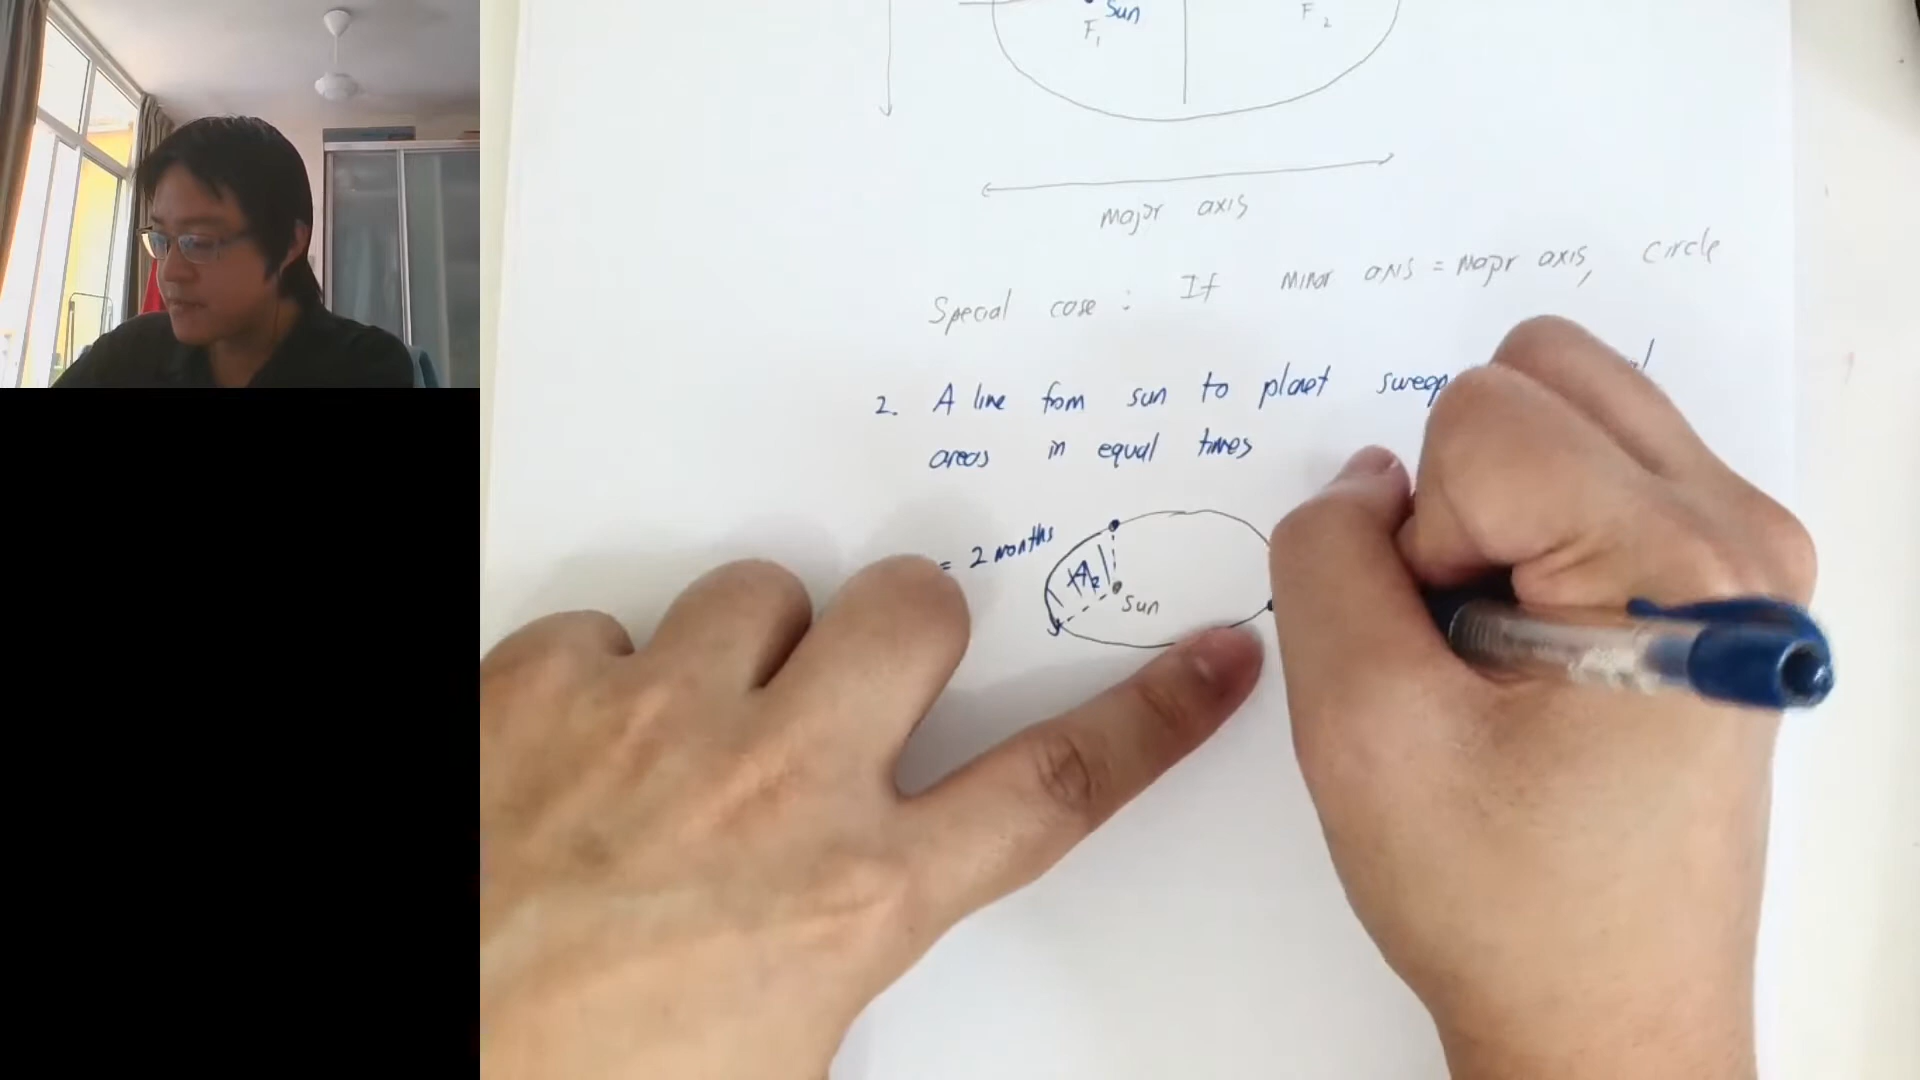 Sun
F1
F2
major axis
Special case: If minor axis = major axis, circle
2. A line from sun to planet sweep
areas in equal times
= 2 months
A2
Sun